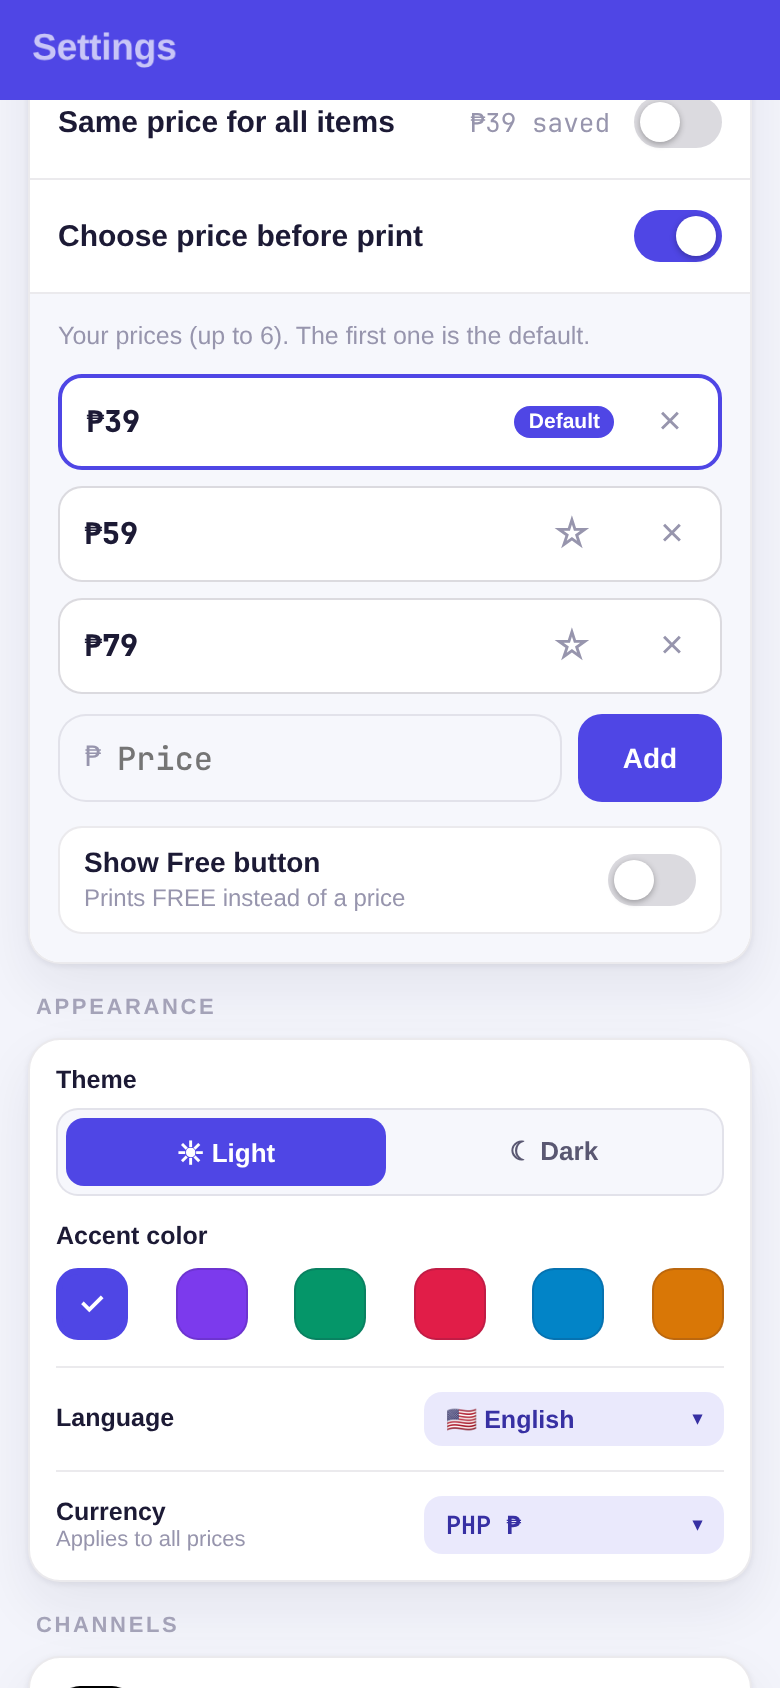 Settings
Same price for all items ₱39 saved
Choose price before print
Your prices (up to 6). The first one is the default.
₱39 Default ✕
₱59 ☆ ✕
₱79 ☆ ✕
₱ Price Add
Show Free button
Prints FREE instead of a price
APPEARANCE
Theme
☀ Light ☾ Dark
Accent color
Language 🇺🇸 English ▼
Currency PHP ₱ ▼
Applies to all prices
CHANNELS